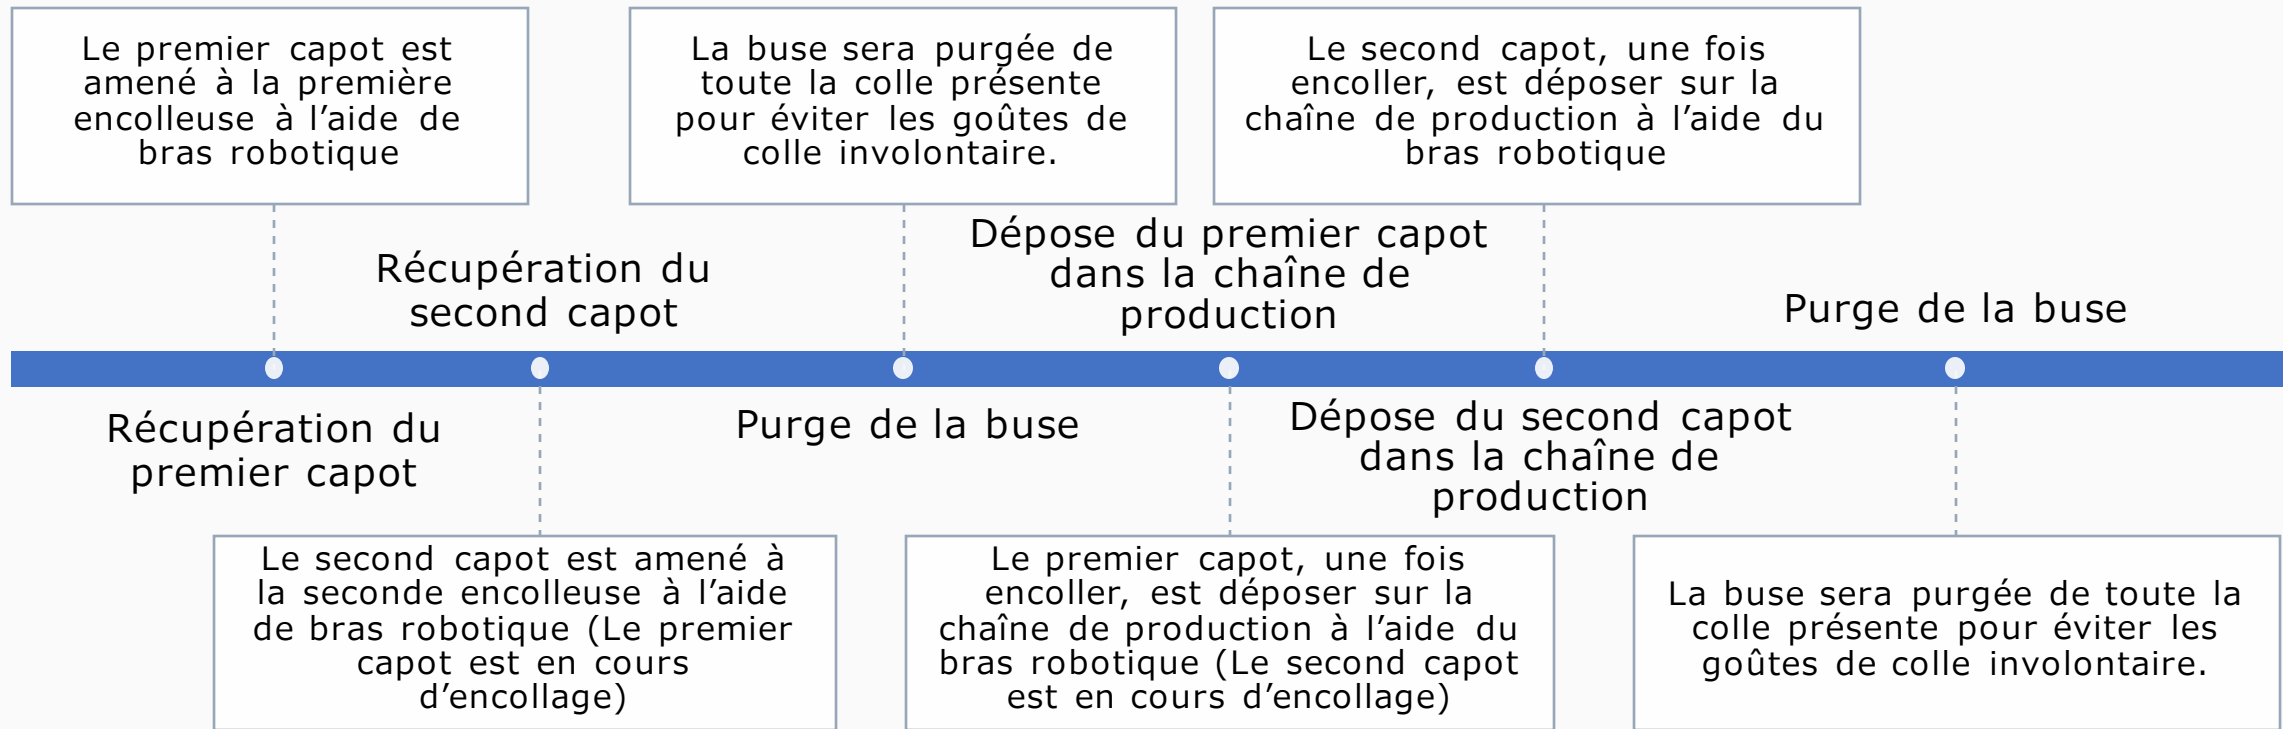 Le premier capot est
amené à la première
encolleuse à l’aide de
bras robotique
La buse sera purgée de
toute la colle présente
pour éviter les goûtes de
colle involontaire.
Le second capot, une fois
encoller, est déposer sur la
chaîne de production à l’aide du
bras robotique
Récupération du
second capot
Dépose du premier capot
dans la chaîne de
production
Purge de la buse
Récupération du
premier capot
Purge de la buse
Dépose du second capot
dans la chaîne de
production
Le second capot est amené à
la seconde encolleuse à l’aide
de bras robotique (Le premier
capot est en cours
d’encollage)
Le premier capot, une fois
encoller, est déposer sur la
chaîne de production à l’aide du
bras robotique (Le second capot
est en cours d’encollage)
La buse sera purgée de toute la
colle présente pour éviter les
goûtes de colle involontaire.